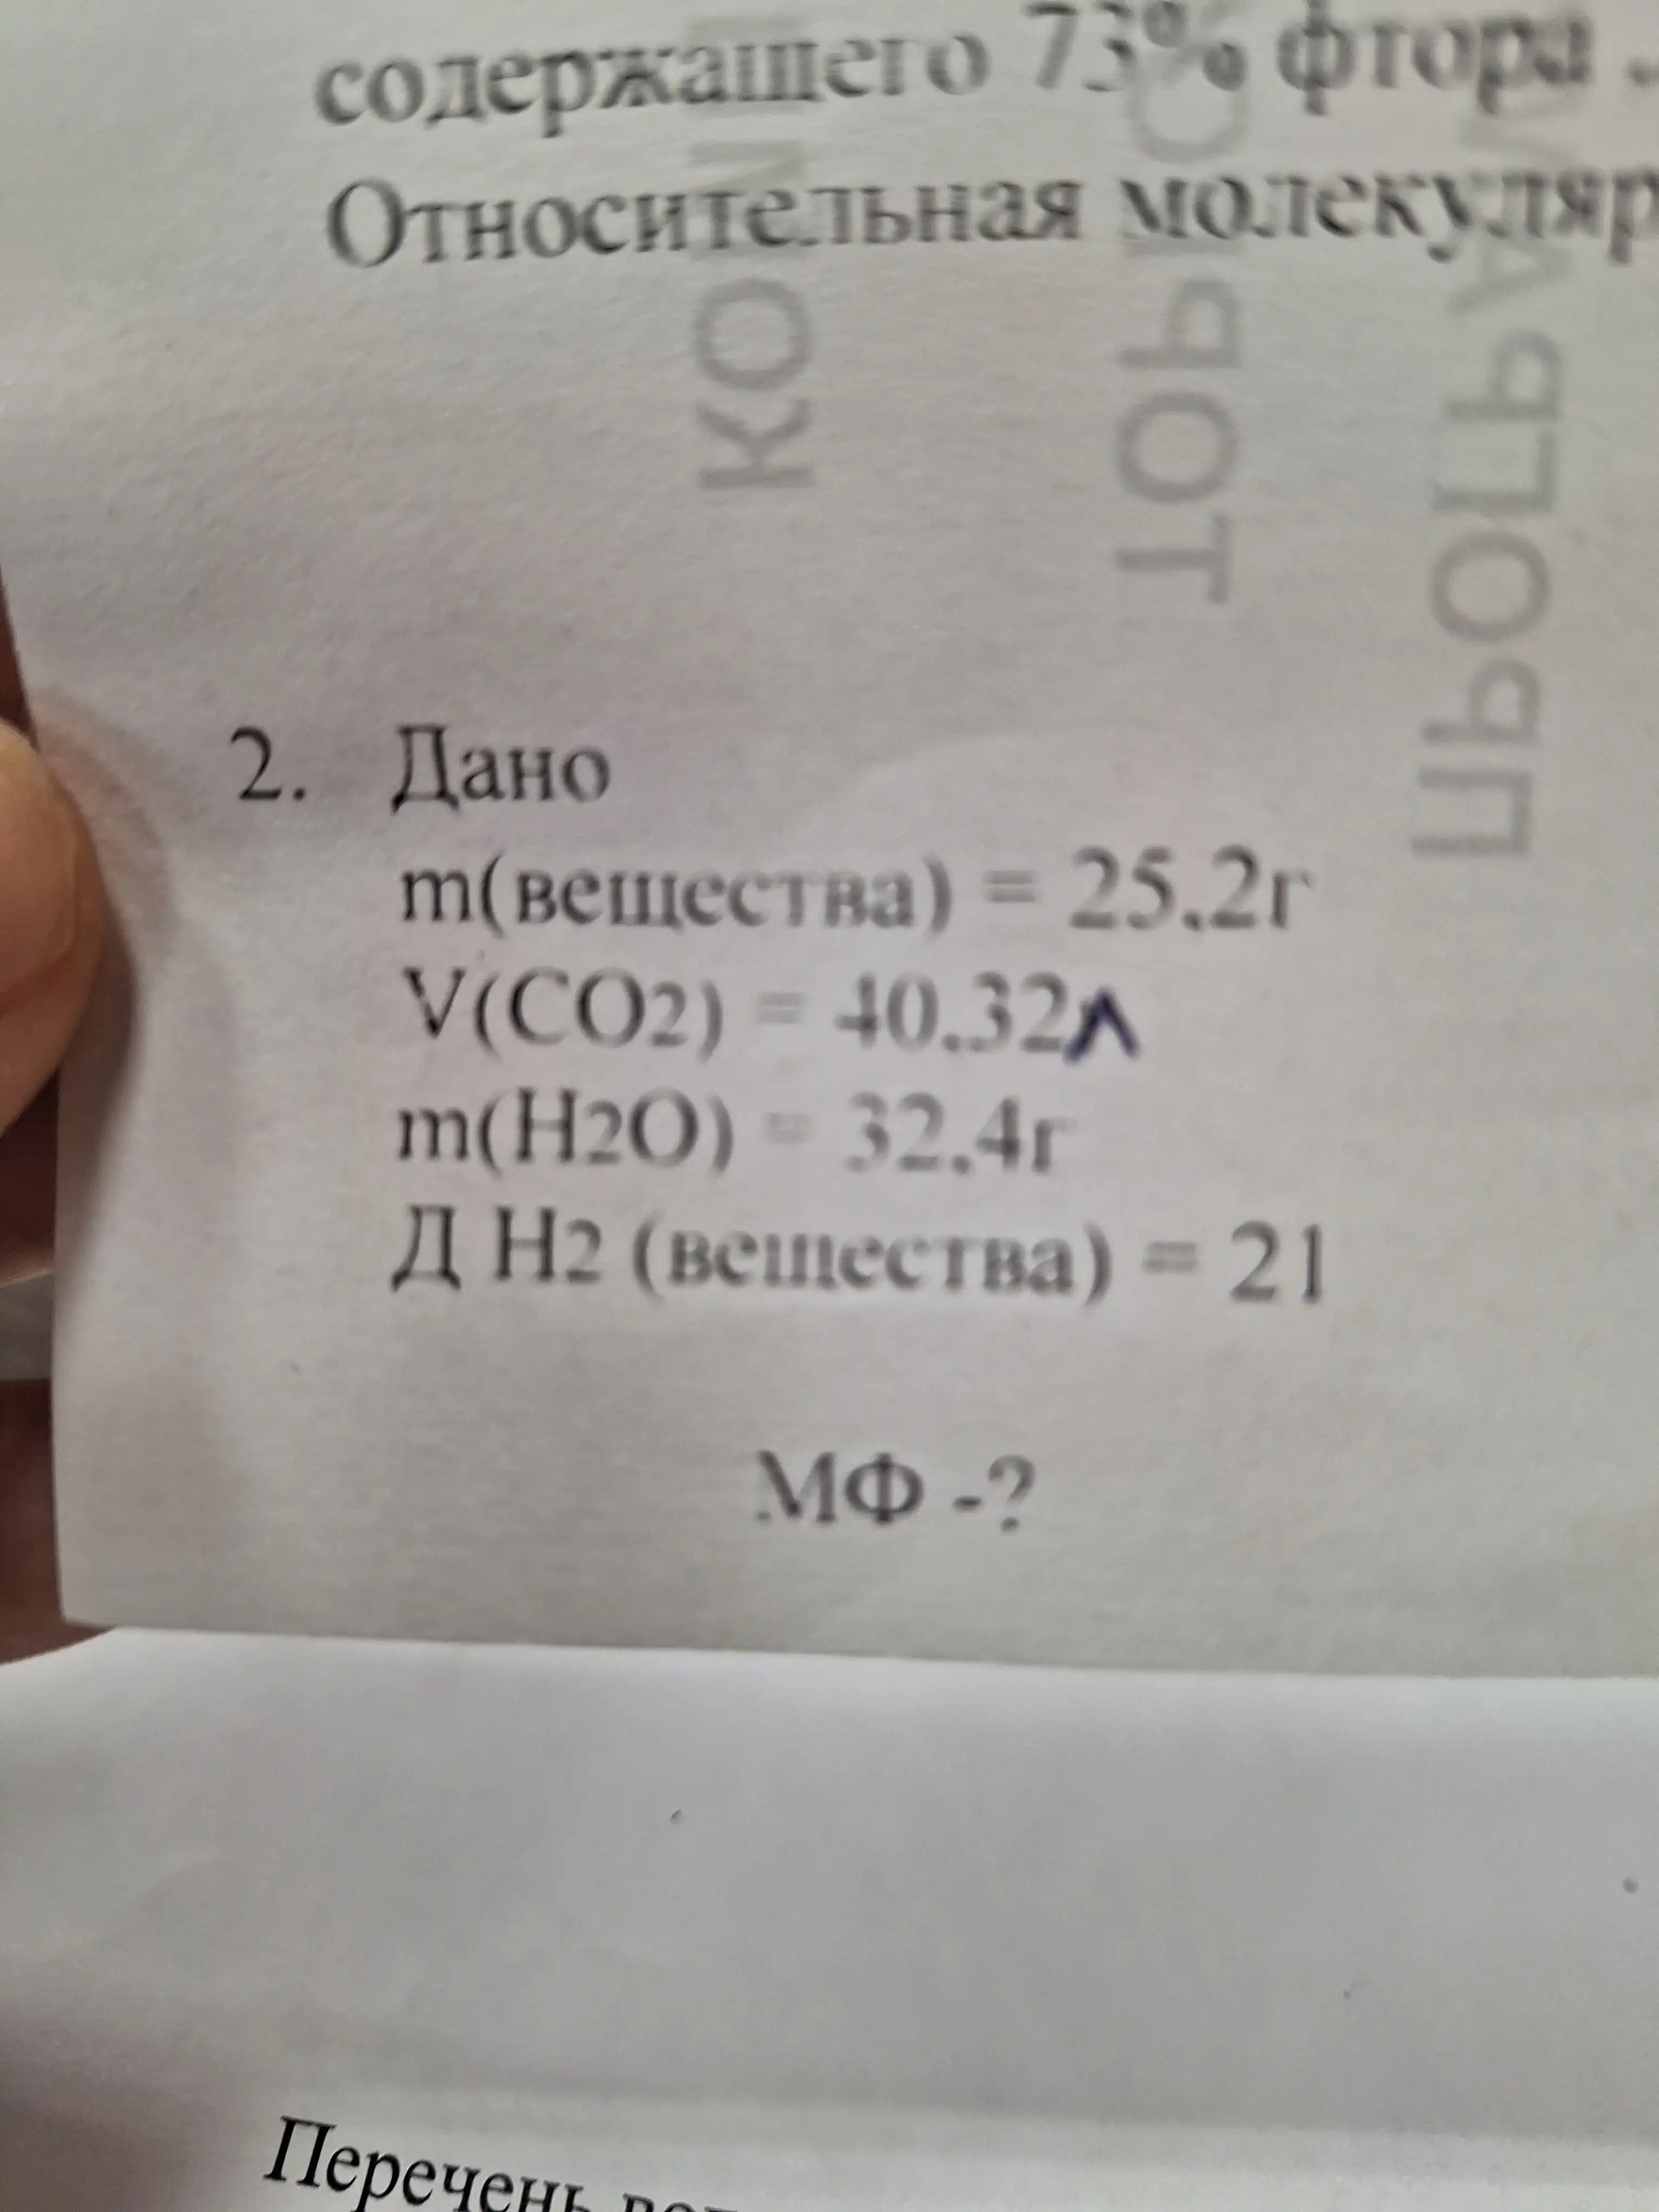 содержащего 73% фтора .
Относительная молекуляр
2. Дано
m(вещества) = 25.2г
V(CO2) = 40.32л
m(H2O) = 32.4г
Д H2 (вещества) = 21
МФ -?
Перечень